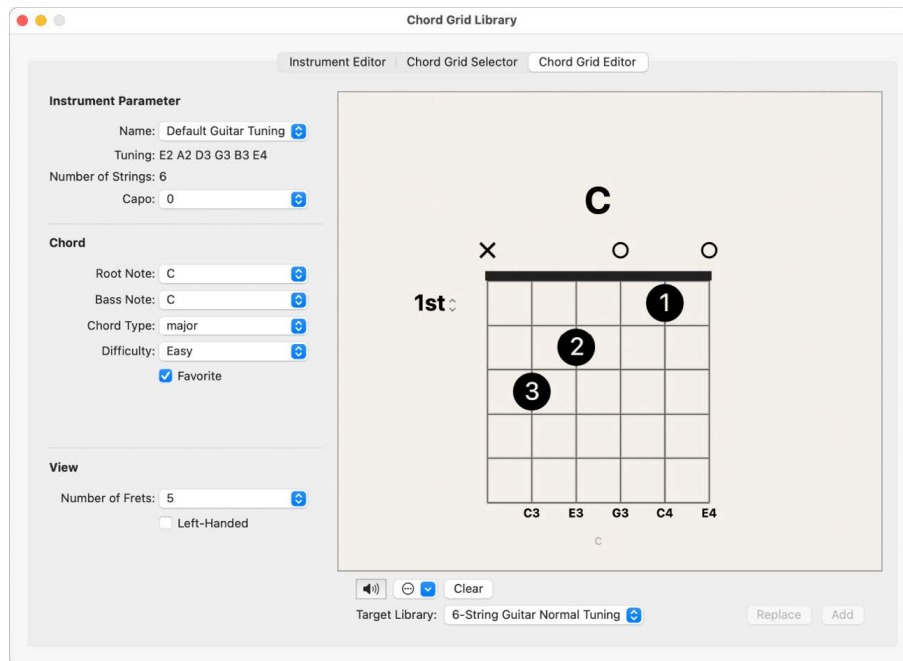 Chord Grid Library
Instrument Editor Chord Grid Selector Chord Grid Editor
Instrument Parameter
Name: Default Guitar Tuning
Tuning: E2 A2 D3 G3 B3 E4
Number of Strings: 6
Capo: 0
Chord
Root Note: C
Bass Note: C
Chord Type: major
Difficulty: Easy
Favorite
View
Number of Frets: 5
Left-Handed
C
1st
1
2
3
C3 E3 G3 C4 E4
C
Clear
Target Library: 6-String Guitar Normal Tuning Replace Add